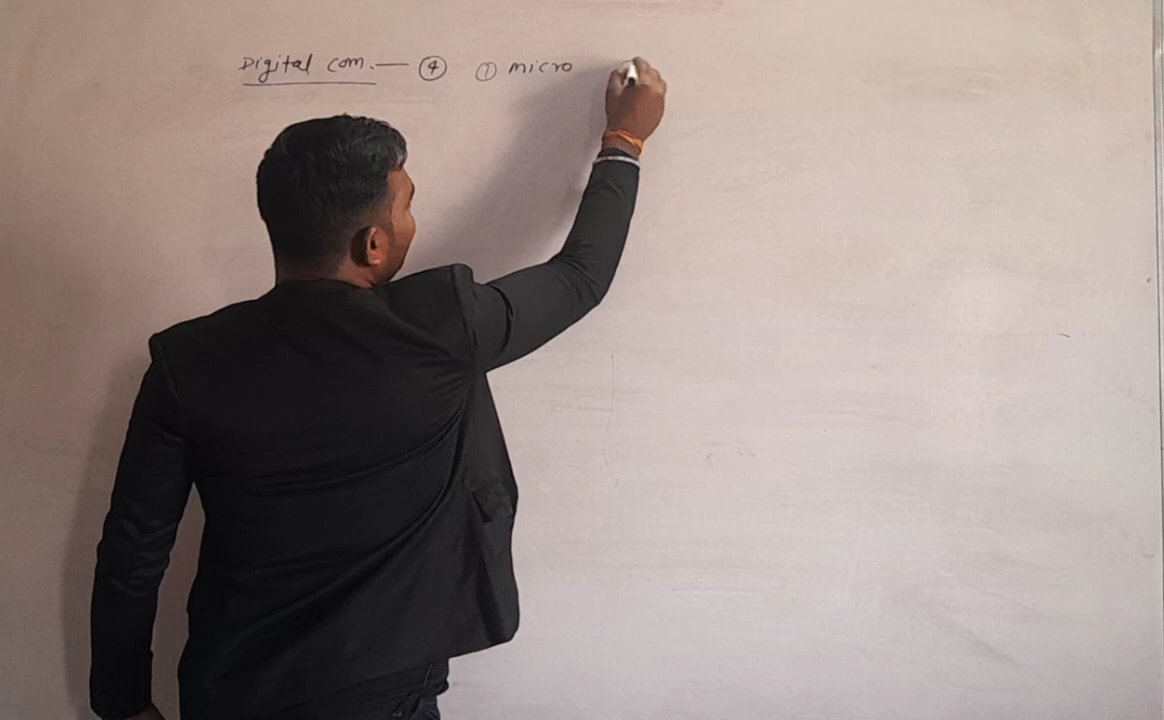 Digital com. — ④ ① micro